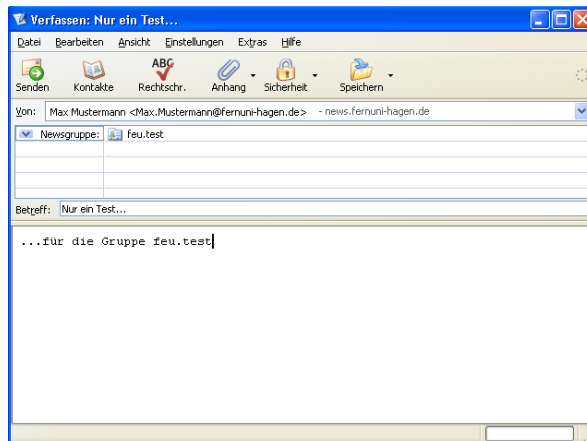 Verfassen: Nur ein Test...
Datei Bearbeiten Ansicht Einstellungen Extras Hilfe
ABC
Senden Kontakte Rechtschr. Anhang Sicherheit Speichern
Von: Max Mustermann <Max.Mustermann@fernuni-hagen.de> - news.fernuni-hagen.de
Newsgruppe: feu.test
Betreff: Nur ein Test...
...für die Gruppe feu.test